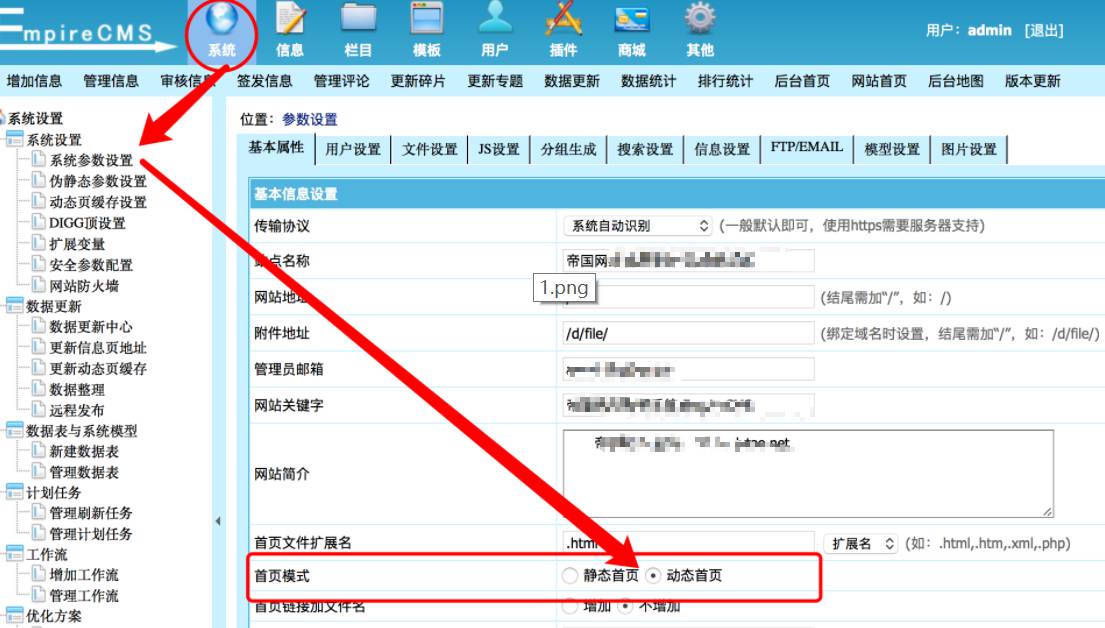 EmpireCMS
系统 信息 栏目 模板 用户 插件 商城 其他
用户：admin [退出]
增加信息 管理信息 审核信息 签发信息 管理评论 更新碎片 更新专题 数据更新 数据统计 排行统计 后台首页 网站首页 后台地图 版本更新
系统设置
系统设置
系统参数设置
伪静态参数设置
动态页缓存设置
DIGG顶设置
扩展变量
安全参数配置
网站防火墙
数据更新
数据更新中心
更新信息页地址
更新动态页缓存
数据整理
远程发布
数据表与系统模型
新建数据表
管理数据表
计划任务
管理刷新任务
管理计划任务
工作流
增加工作流
管理工作流
优化方案
位置：参数设置
基本属性 用户设置 文件设置 JS设置 分组生成 搜索设置 信息设置 FTP/EMAIL 模型设置 图片设置
基本信息设置
传输协议 系统自动识别 (一般默认即可，使用https需要服务器支持)
站点名称 帝国网
1.png
网站地址 / (结尾需加“/”，如：/)
附件地址 /d/file/ (绑定域名时设置，结尾需加“/”，如：/d/file/)
管理员邮箱
网站关键字
网站简介
首页文件扩展名 .html 扩展名 (如：.html,.htm,.xml,.php)
首页模式 静态首页 动态首页
首页链接加文件名 增加 不增加